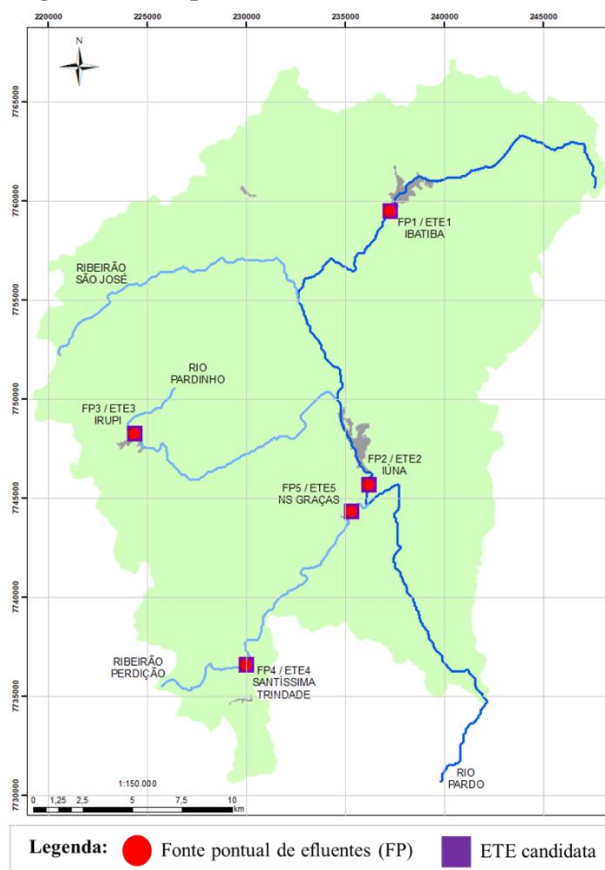 220000 225000 230000 235000 240000 245000
7765000
7760000
7755000
7750000
7745000
7740000
7735000
7730000
N
FP1 / ETE1
IBATIBA
RIBEIRÃO
SÃO JOSÉ
RIO
PARDINHO
FP3 / ETE3
IRUPI
FP2 / ETE2
IÚNA
FP5 / ETE5
NS GRAÇAS
RIBEIRÃO
PERDIÇÃO
FP4 / ETE4
SANTÍSSIMA
TRINDADE
RIO
PARDO
1:150.000
0 1,25 2,5 5 7,5 10
km
Legenda: Fonte pontual de efluentes (FP) ETE candidata